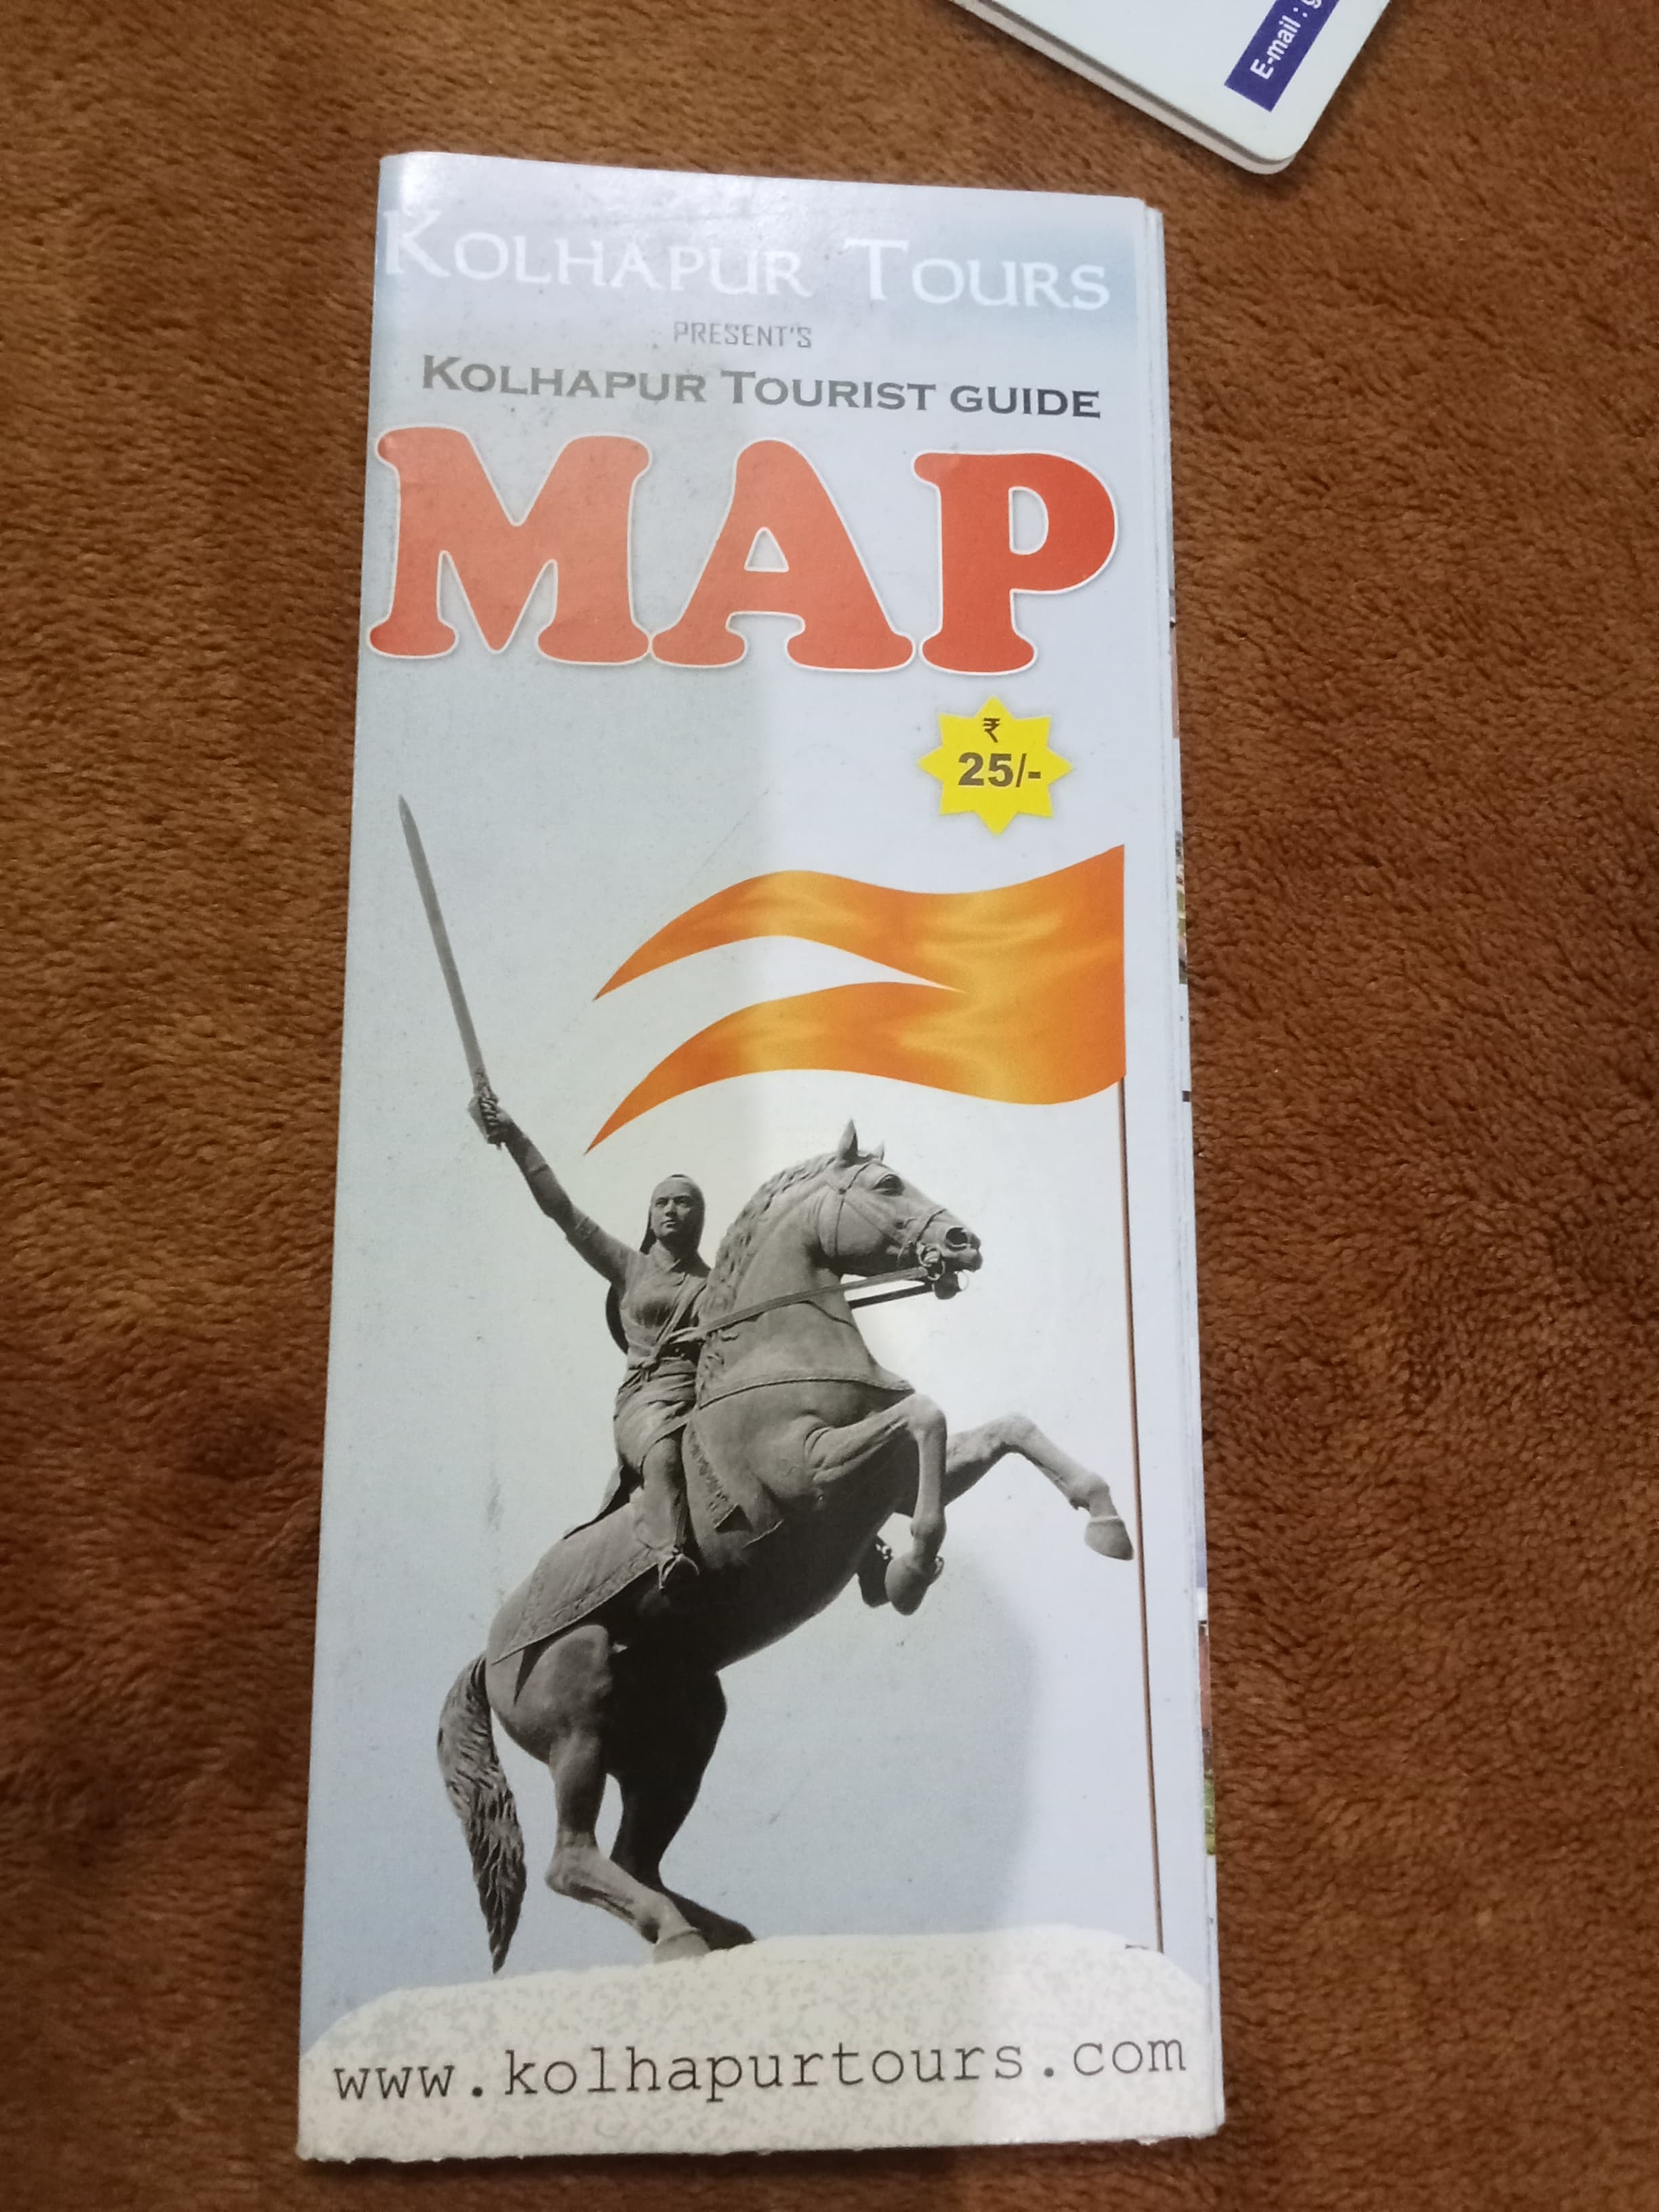 E-mail :
KOLHAPUR TOURS
PRESENT'S
KOLHAPUR TOURIST GUIDE
MAP
₹
25/-
www.kolhapurtours.com